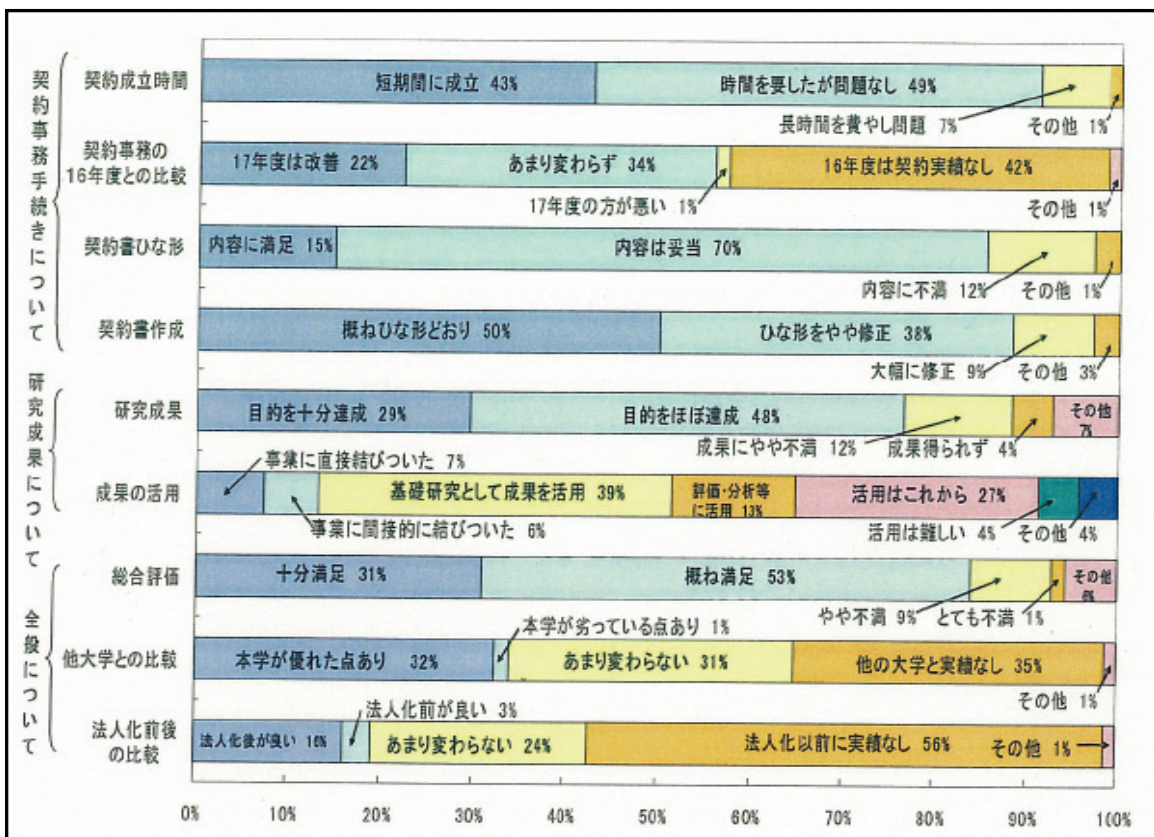 契約事務手続きについて
契約成立時間
短期間に成立 43%
時間を要したが問題なし 49%
長時間を費やし問題 7%
その他 1%
契約事務の
16年度との比較
17年度は改善 22%
あまり変わらず 34%
17年度の方が悪い 1%
16年度は契約実績なし 42%
その他 1%
契約書ひな形
内容に満足 15%
内容は妥当 70%
内容に不満 12%
その他 1%
契約書作成
概ねひな形どおり 50%
ひな形をやや修正 38%
大幅に修正 9%
その他 3%
研究成果について
研究成果
目的を十分達成 29%
目的をほぼ達成 48%
成果にやや不満 12%
成果得られず 4%
その他
7%
成果の活用
事業に直接結びついた 7%
事業に間接的に結びついた 6%
基礎研究として成果を活用 39%
評価・分析等
に活用 13%
活用はこれから 27%
活用は難しい 4%
その他 4%
全般について
総合評価
十分満足 31%
概ね満足 53%
やや不満 9%
とても不満 1%
その他
6%
他大学との比較
本学が優れた点あり 32%
本学が劣っている点あり 1%
あまり変わらない 31%
他の大学と実績なし 35%
その他 1%
法人化前後
の比較
法人化後が良い 16%
法人化前が良い 3%
あまり変わらない 24%
法人化以前に実績なし 56%
その他 1%
0% 10% 20% 30% 40% 50% 60% 70% 80% 90% 100%